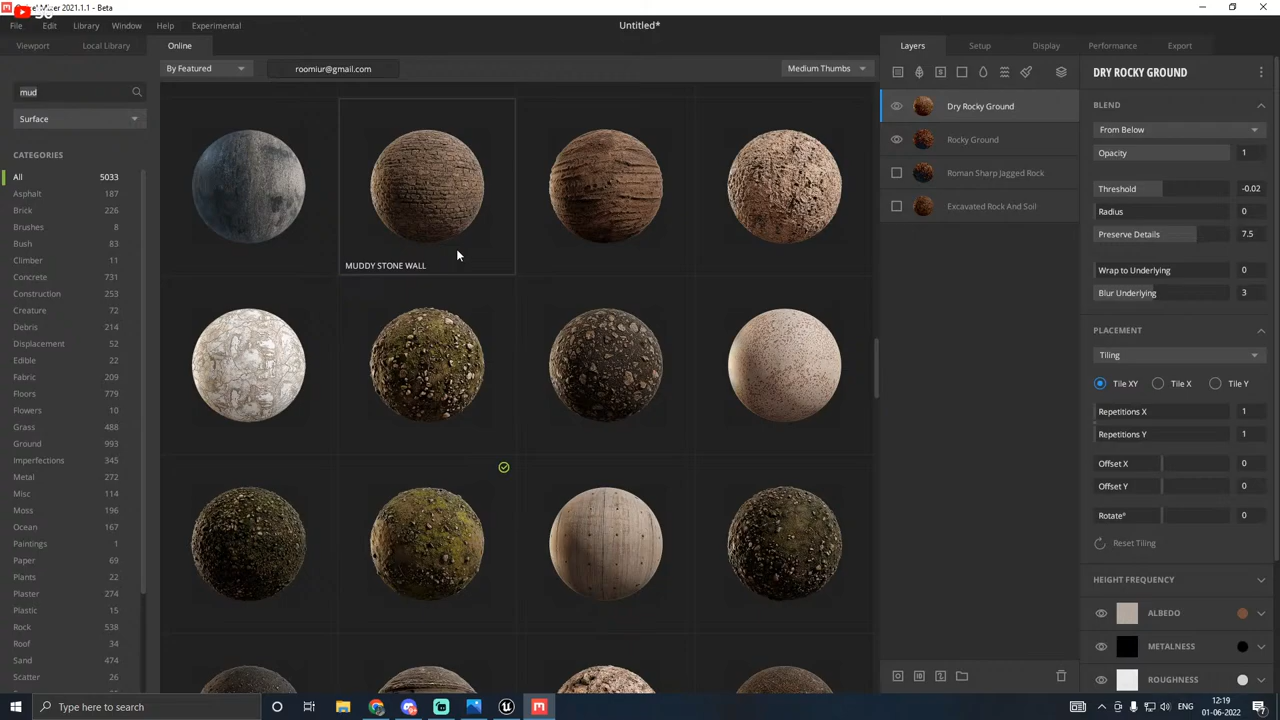 Mixer 2021.1.1 - Beta
File Edit Library Window Help Experimental
Untitled*
Viewport Local Library Online
Layers Setup Display Performance Export
By Featured
roomiur@gmail.com
Medium Thumbs
mud
Surface
CATEGORIES
All 5033
Asphalt 187
Brick 226
Brushes 8
Bush 83
Climber 11
Concrete 731
Construction 253
Creature 72
Debris 214
Displacement 52
Edible 22
Fabric 209
Floors 779
Flowers 10
Grass 488
Ground 993
Imperfections 345
Metal 272
Misc 114
Moss 196
Ocean 167
Paintings 1
Paper 69
Plants 22
Plaster 274
Plastic 15
Rock 538
Roof 34
Sand 474
Scatter 26
MUDDY STONE WALL
Dry Rocky Ground
Rocky Ground
Roman Sharp Jagged Rock
Excavated Rock And Soil
DRY ROCKY GROUND
BLEND
From Below
Opacity 1
Threshold -0.02
Radius 0
Preserve Details 7.5
Wrap to Underlying 0
Blur Underlying 3
PLACEMENT
Tiling
Tile XY Tile X Tile Y
Repetitions X 1
Repetitions Y 1
Offset X 0
Offset Y 0
Rotate° 0
Reset Tiling
HEIGHT FREQUENCY
ALBEDO
METALNESS
ROUGHNESS
Type here to search
ENG
12:19
01-06-2022